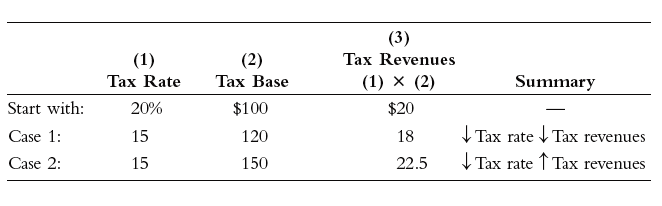 (3)
(1) (2) Tax Revenues
Tax Rate Tax Base (1) × (2) Summary
Start with: 20% $100 $20 —
Case 1: 15 120 18 ↓ Tax rate ↓ Tax revenues
Case 2: 15 150 22.5 ↓ Tax rate ↑ Tax revenues